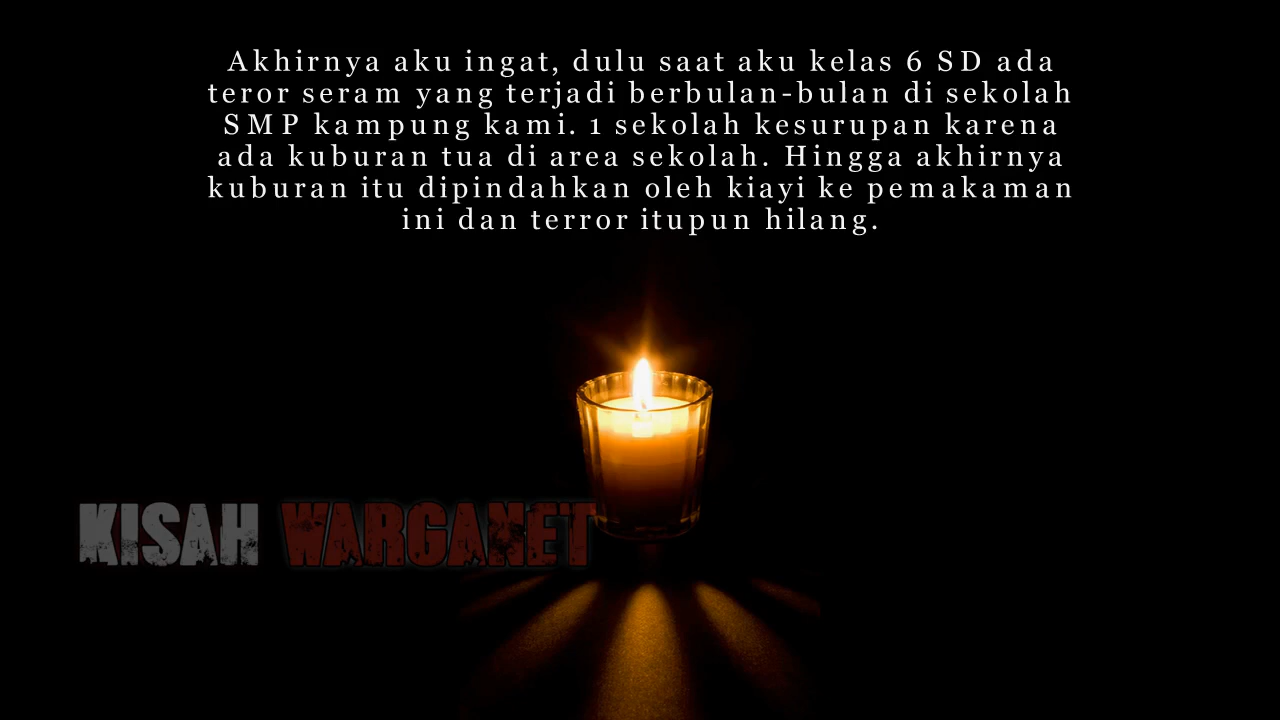 Akhirnya aku ingat, dulu saat aku kelas 6 SD ada
teror seram yang terjadi berbulan-bulan di sekolah
SMP kampung kami. 1 sekolah kesurupan karena
ada kuburan tua di area sekolah. Hingga akhirnya
kuburan itu dipindahkan oleh kiayi ke pemakaman
ini dan terror itupun hilang.
KISAH WARGANET